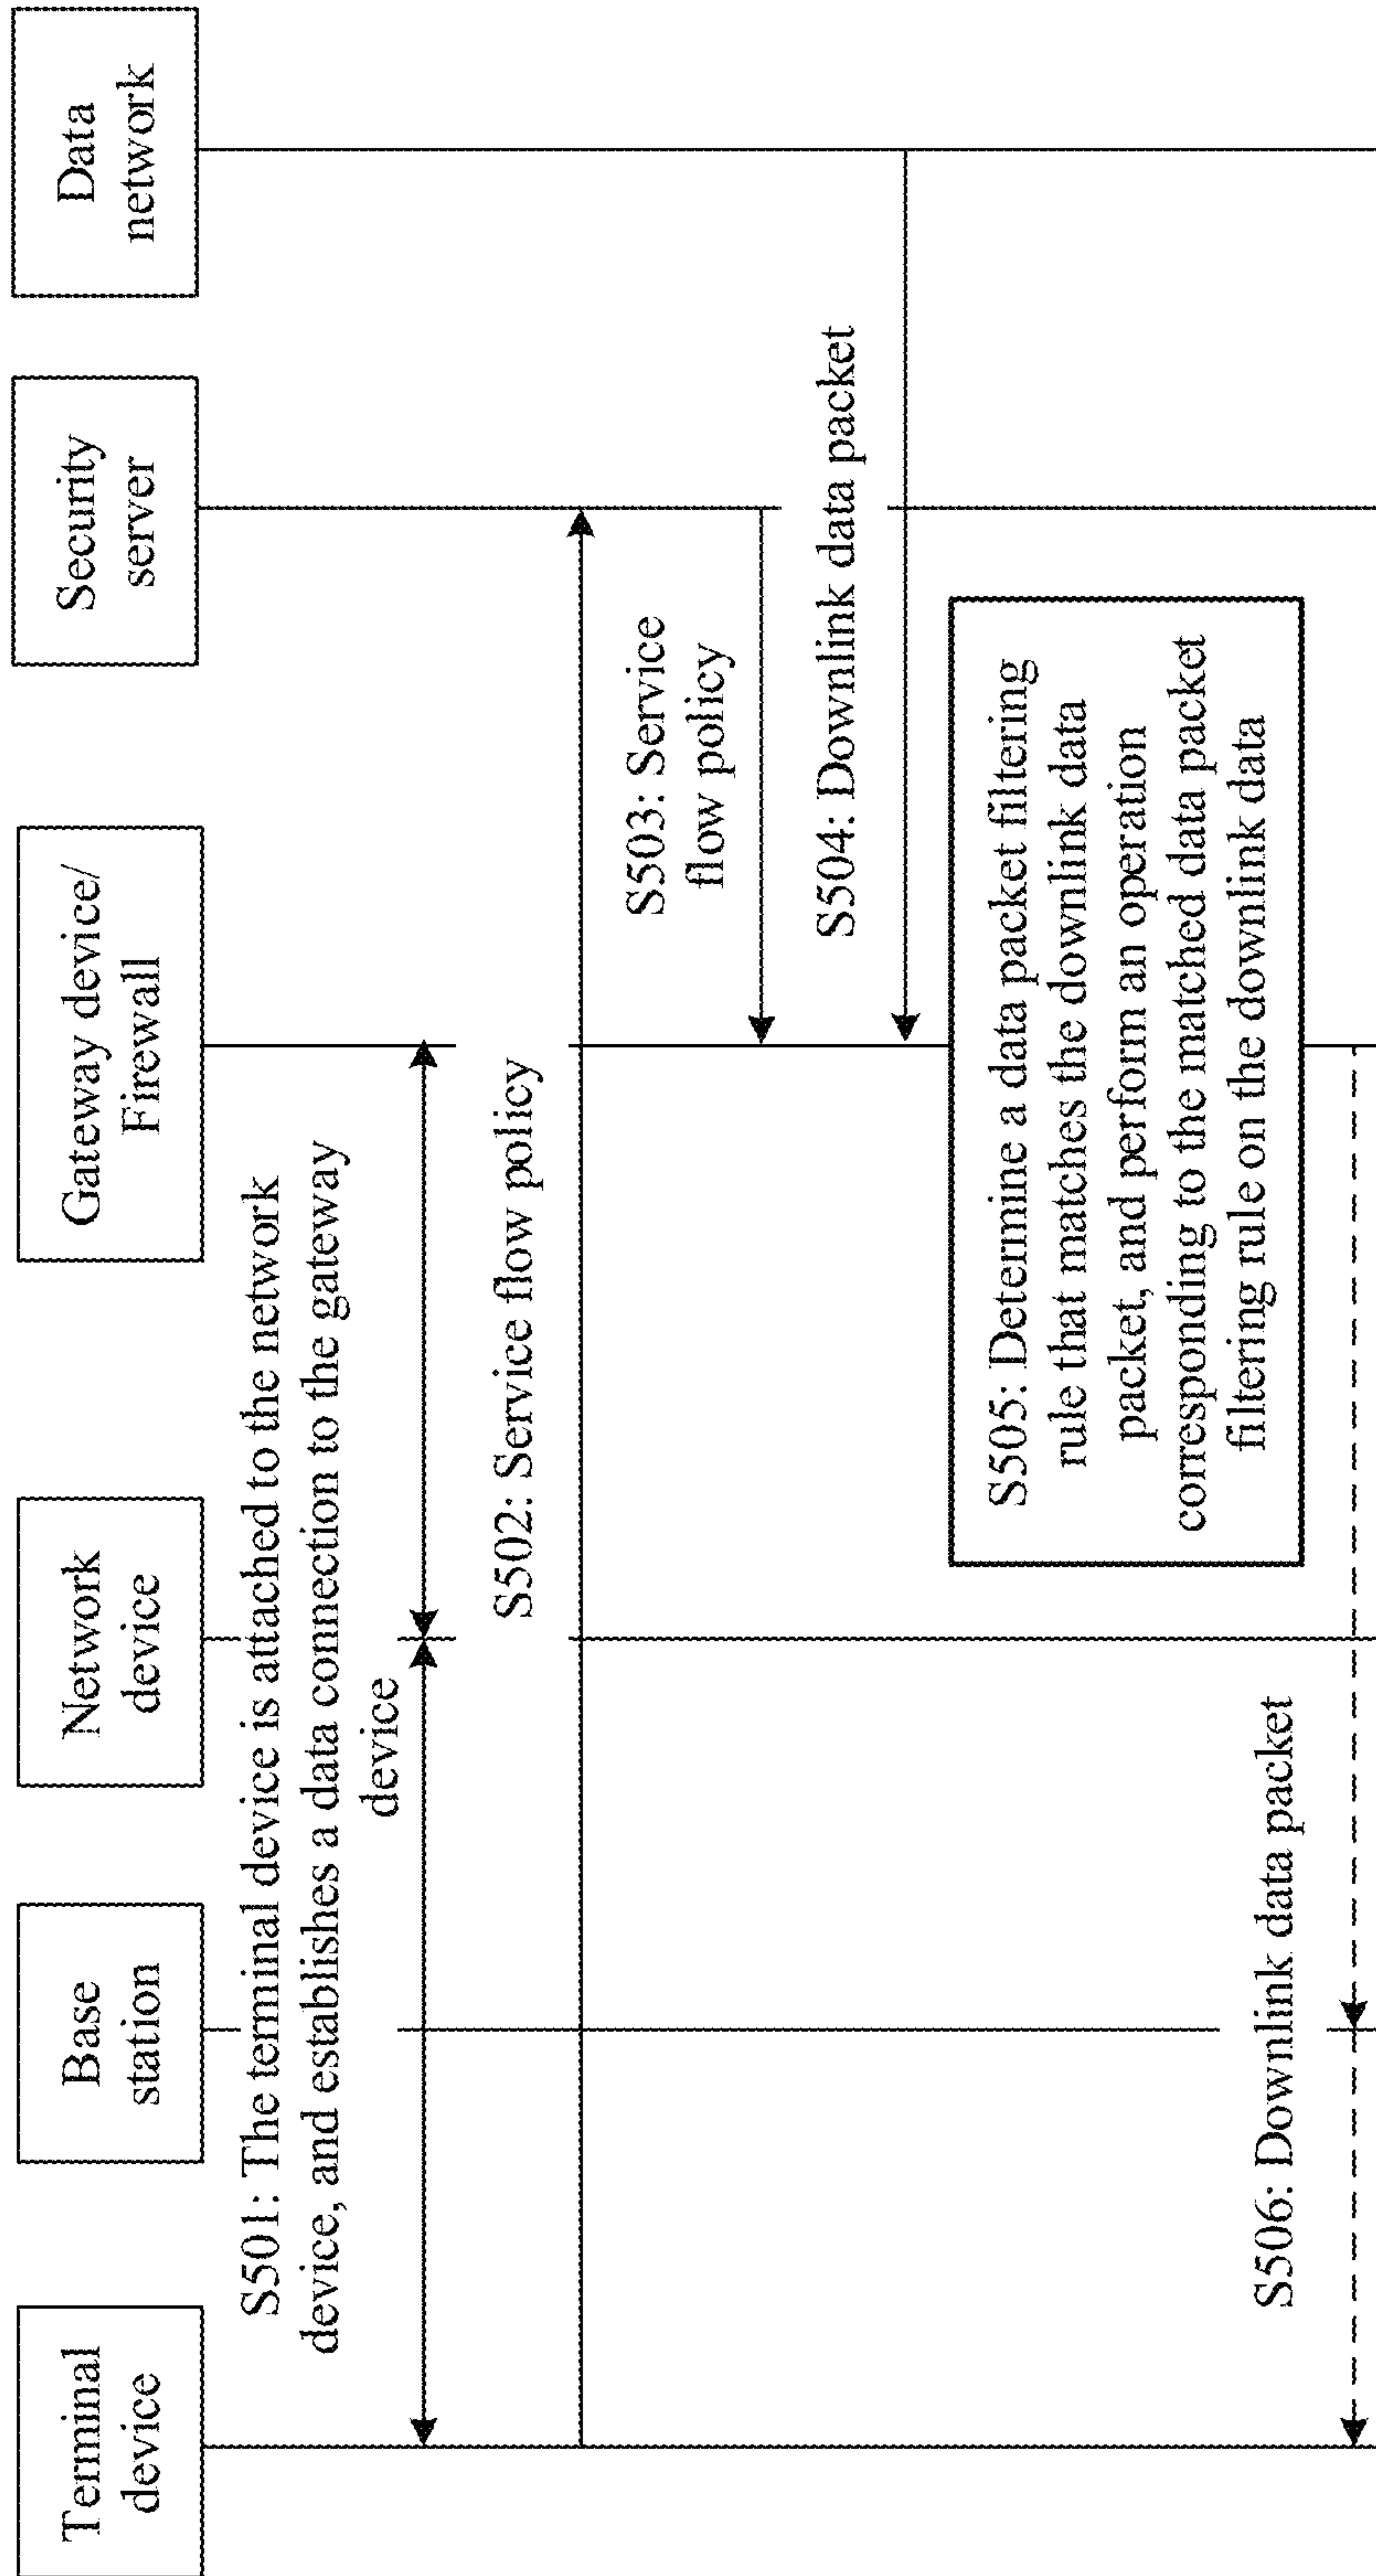 Terminal
device
Base
station
Network
device
Gateway device/
Firewall
Security
server
Data
network
S501: The terminal device is attached to the network
device, and establishes a data connection to the gateway
device
S502: Service flow policy
S503: Service
flow policy
S504: Downlink data packet
S505: Determine a data packet filtering
rule that matches the downlink data
packet, and perform an operation
corresponding to the matched data packet
filtering rule on the downlink data
S506: Downlink data packet